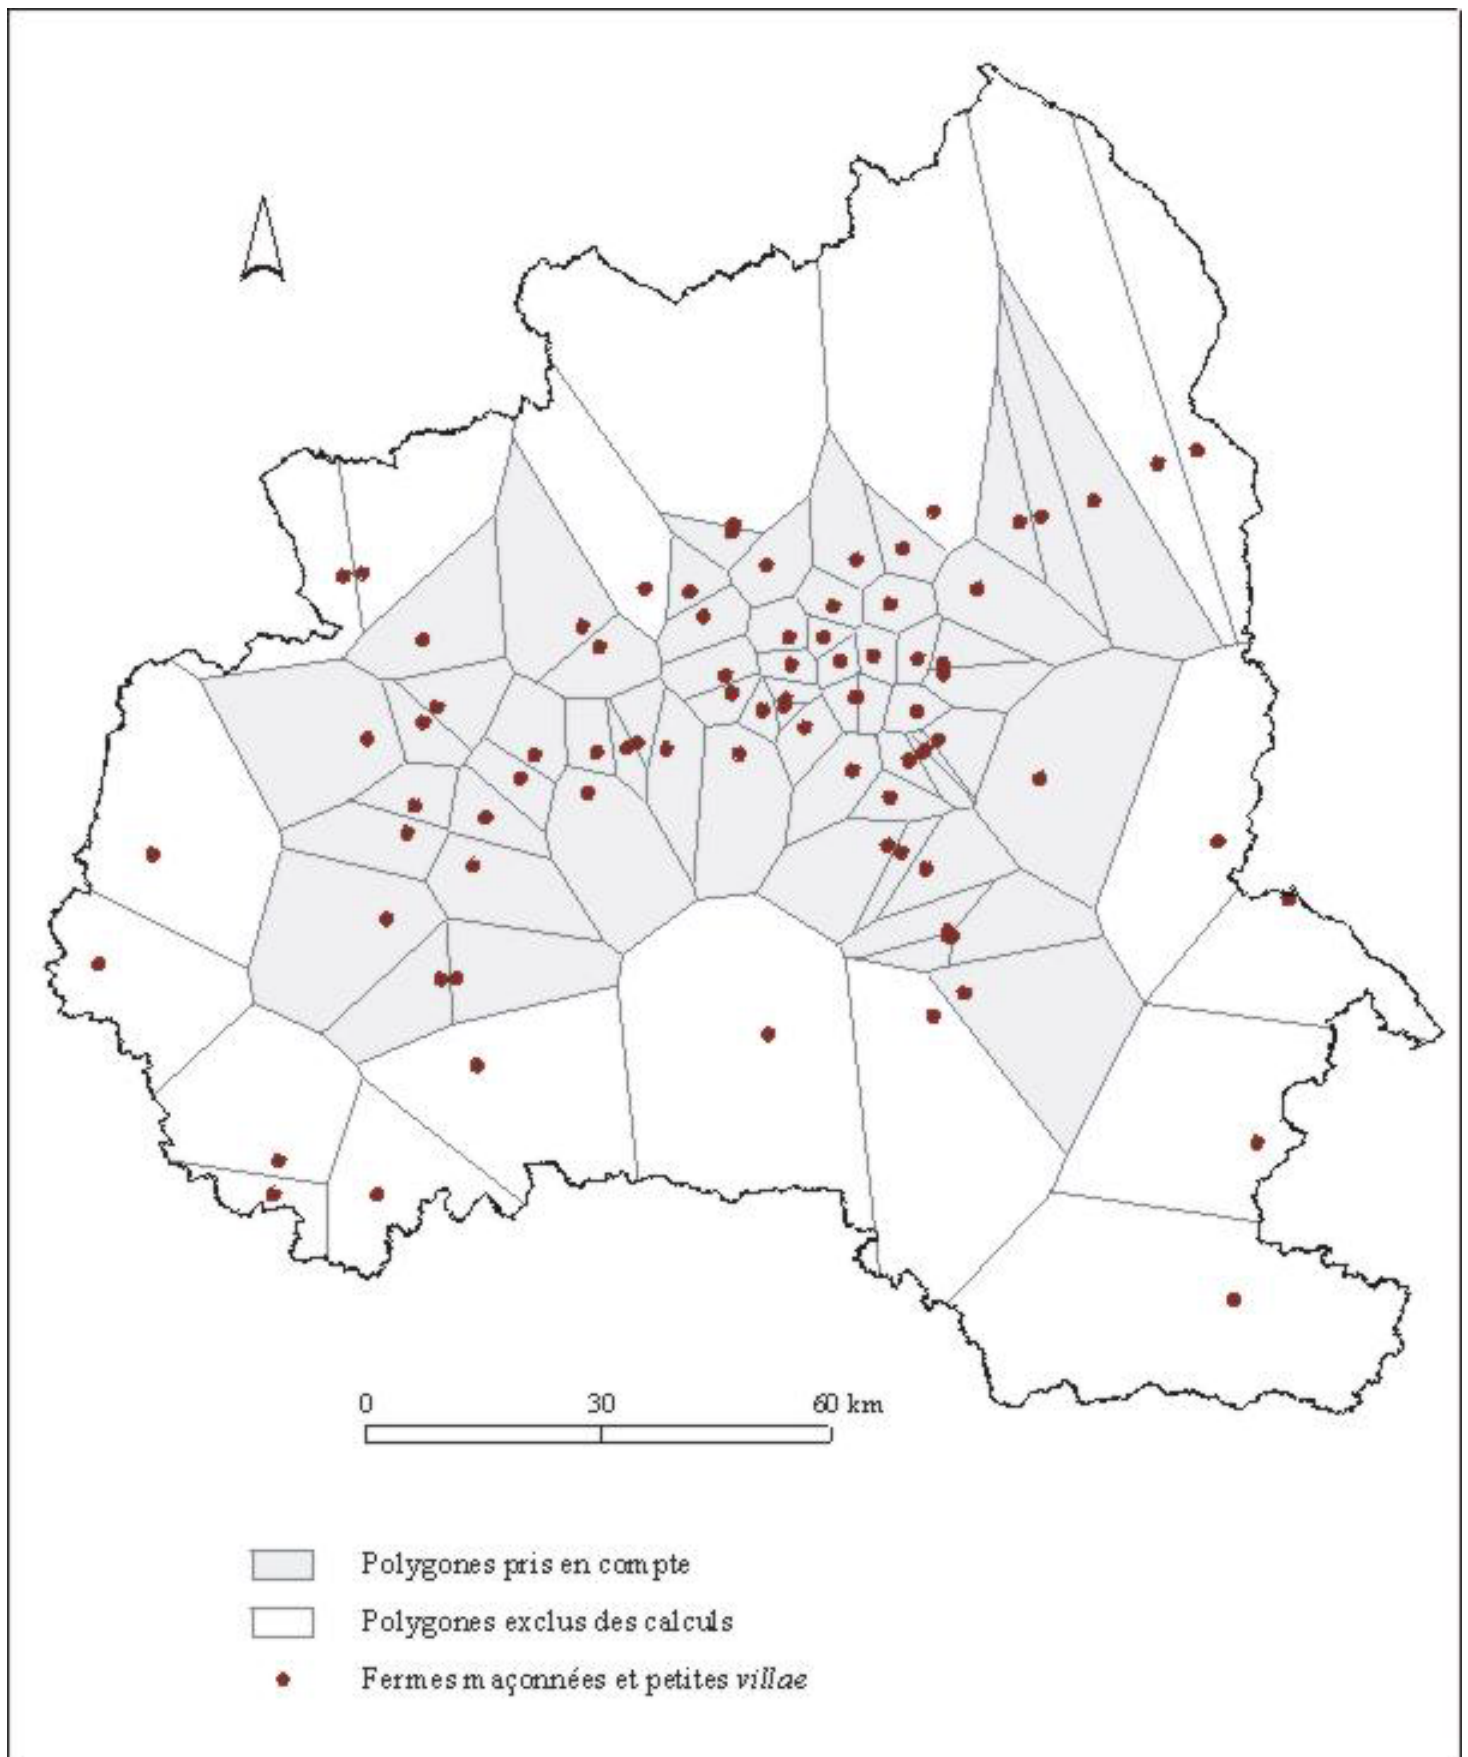 0 30 60 km
Polygones pris en compte
Polygones exclus des calculs
Fermes maçonnées et petites villae